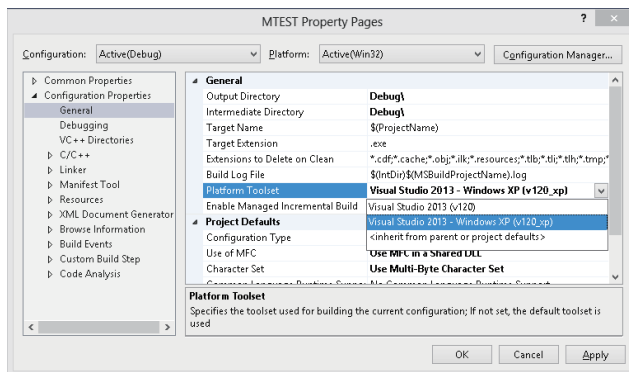 MTEST Property Pages
?
Configuration: Active(Debug) Platform: Active(Win32) Configuration Manager...
Common Properties
Configuration Properties
General
Debugging
VC++ Directories
C/C++
Linker
Manifest Tool
Resources
XML Document Generator
Browse Information
Build Events
Custom Build Step
Code Analysis
General
Output Directory Debug\
Intermediate Directory Debug\
Target Name $(ProjectName)
Target Extension .exe
Extensions to Delete on Clean *.cdf;*.cache;*.obj;*.ilk;*.resources;*.tlb;*.tli;*.tlh;*.tmp;*
Build Log File $(IntDir)$(MSBuildProjectName).log
Platform Toolset Visual Studio 2013 - Windows XP (v120_xp)
Enable Managed Incremental Build Visual Studio 2013 (v120)
Visual Studio 2013 - Windows XP (v120_xp)
Project Defaults
Configuration Type <inherit from parent or project defaults>
Use of MFC Use MFC in a Shared DLL
Character Set Use Multi-Byte Character Set
Common Language Runtime No Common Language Runtime
Platform Toolset
Specifies the toolset used for building the current configuration; If not set, the default toolset is
used
OK Cancel Apply